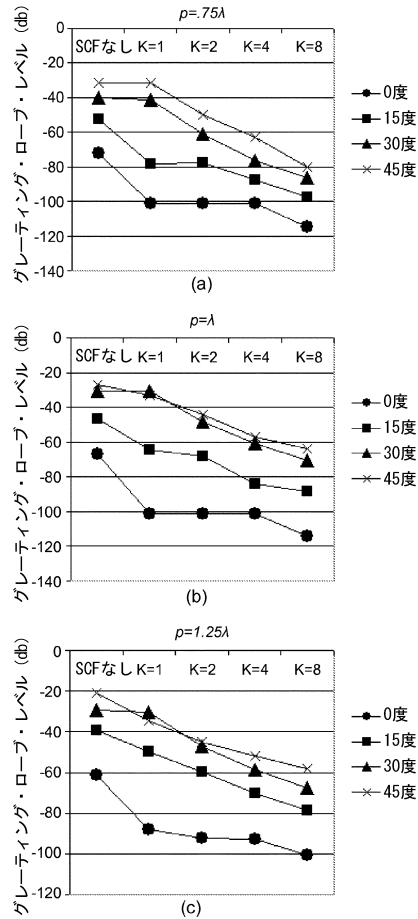 p=.75λ
グレーティング・ローブ・レベル (db)
0
-20
-40
-60
-80
-100
-120
-140
SCFなし K=1 K=2 K=4 K=8
0度
15度
30度
45度
(a)
p=λ
グレーティング・ローブ・レベル (db)
0
-20
-40
-60
-80
-100
-120
-140
SCFなし K=1 K=2 K=4 K=8
0度
15度
30度
45度
(b)
p=1.25λ
グレーティング・ローブ・レベル (db)
0
-20
-40
-60
-80
-100
-120
SCFなし K=1 K=2 K=4 K=8
0度
15度
30度
45度
(c)